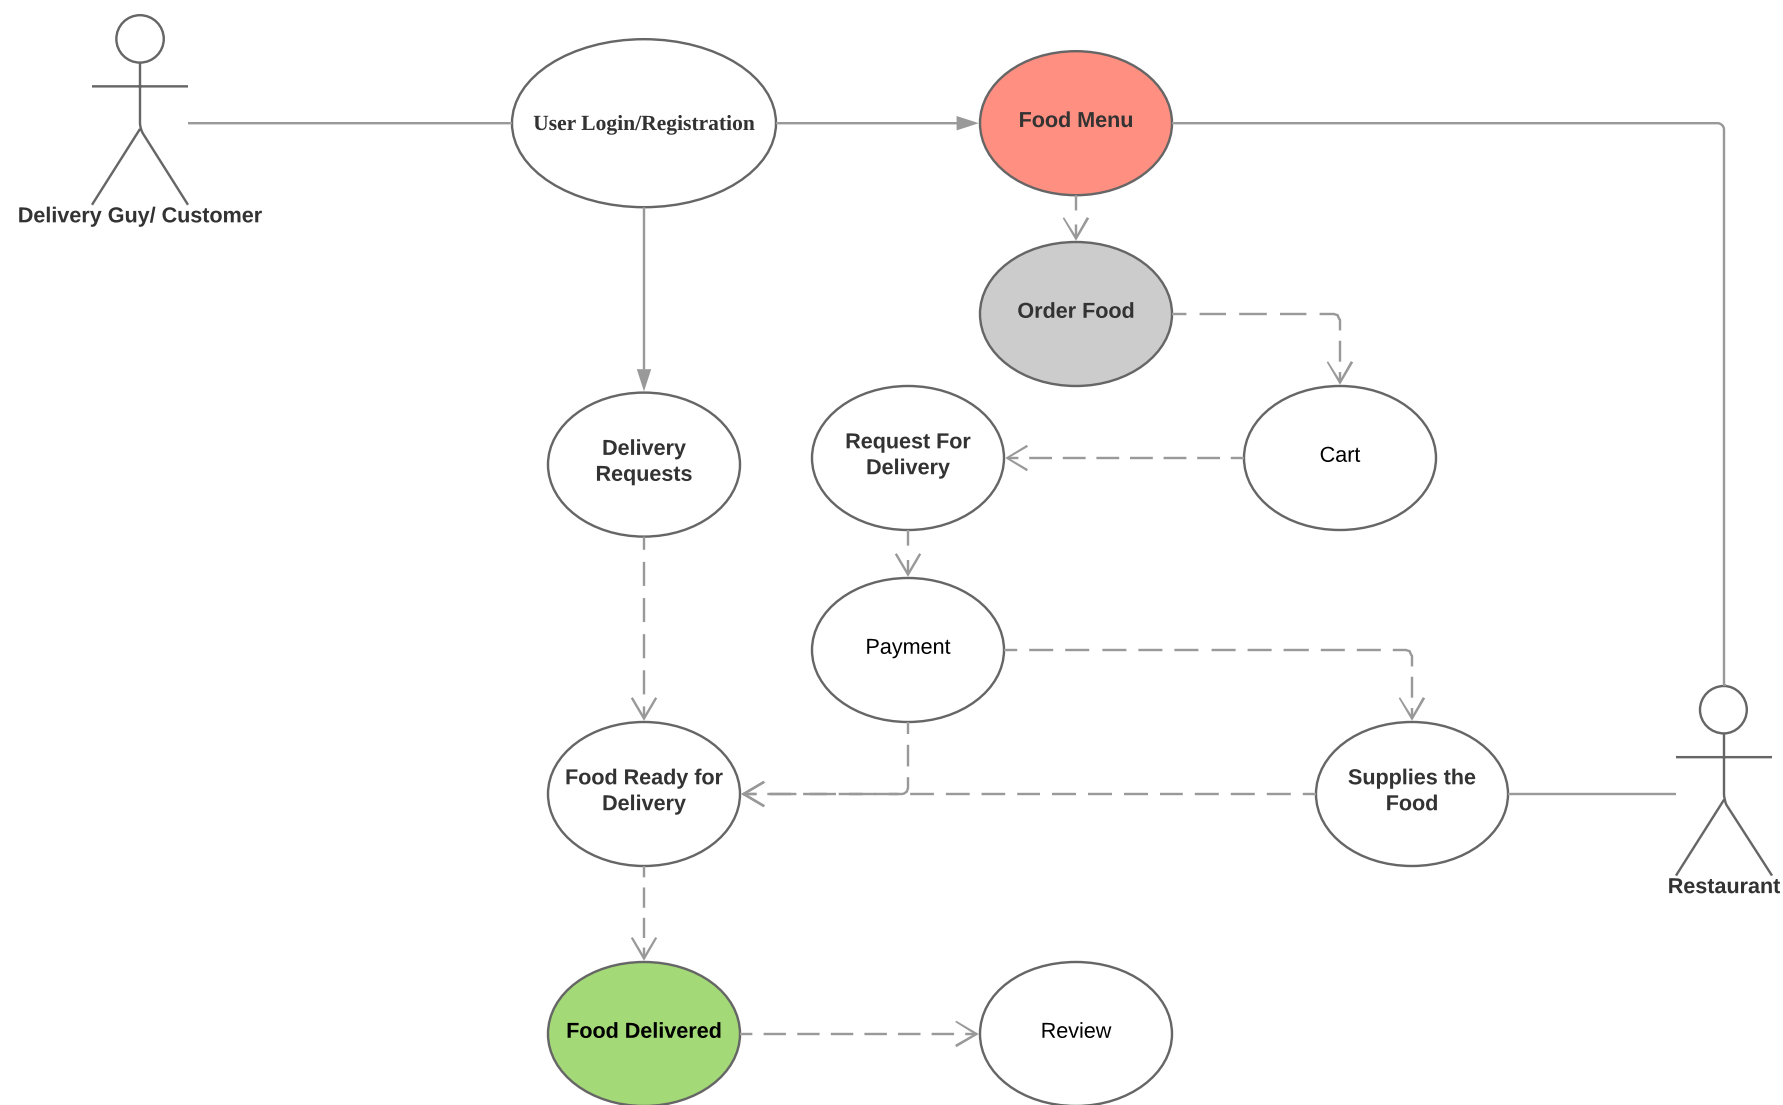 Delivery Guy/ Customer
User Login/Registration
Food Menu
Order Food
Delivery
Requests
Request For
Delivery
Cart
Payment
Food Ready for
Delivery
Supplies the
Food
Restaurant
Food Delivered
Review